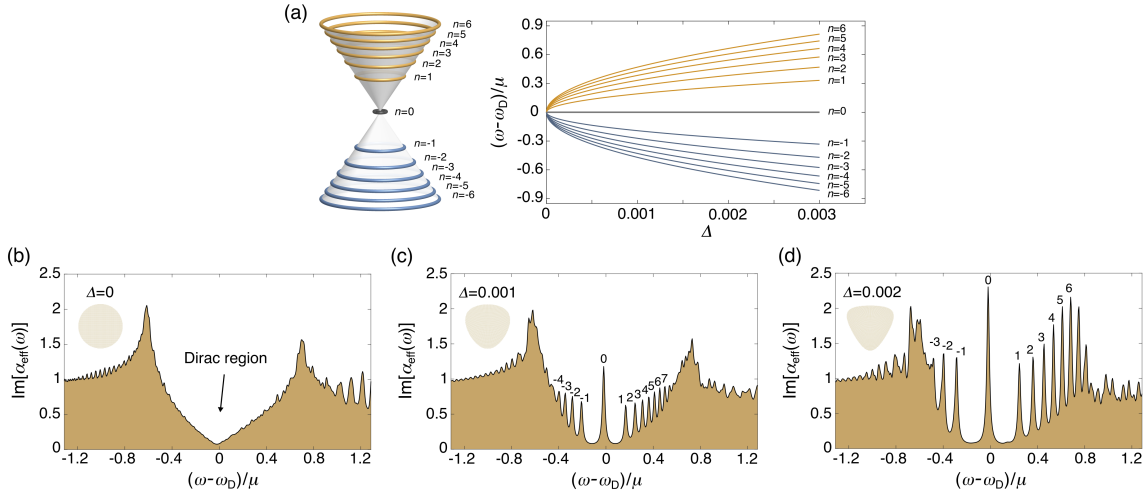 (a)
n=6
n=5
n=4
n=3
n=2
n=1
n=0
n=-1
n=-2
n=-3
n=-4
n=-5
n=-6
(ω-ω_D)/μ
0.9
0.6
0.3
0
-0.3
-0.6
-0.9
n=6
n=5
n=4
n=3
n=2
n=1
n=0
n=-1
n=-2
n=-3
n=-4
n=-5
n=-6
0 0.001 0.002 0.003
Δ
(b)
Im[α_eff(ω)]
2.5
2
1.5
1
0.5
0
Δ=0
Dirac region
-1.2 -0.8 -0.4 0 0.4 0.8 1.2
(ω-ω_D)/μ
(c)
Im[α_eff(ω)]
2.5
2
1.5
1
0.5
0
Δ=0.001
-4 -3 -2 -1 0 1 2 3 4 5 6 7
-1.2 -0.8 -0.4 0 0.4 0.8 1.2
(ω-ω_D)/μ
(d)
Im[α_eff(ω)]
2.5
2
1.5
1
0.5
0
Δ=0.002
-3 -2 -1 0 1 2 3 4 5 6
-1.2 -0.8 -0.4 0 0.4 0.8 1.2
(ω-ω_D)/μ